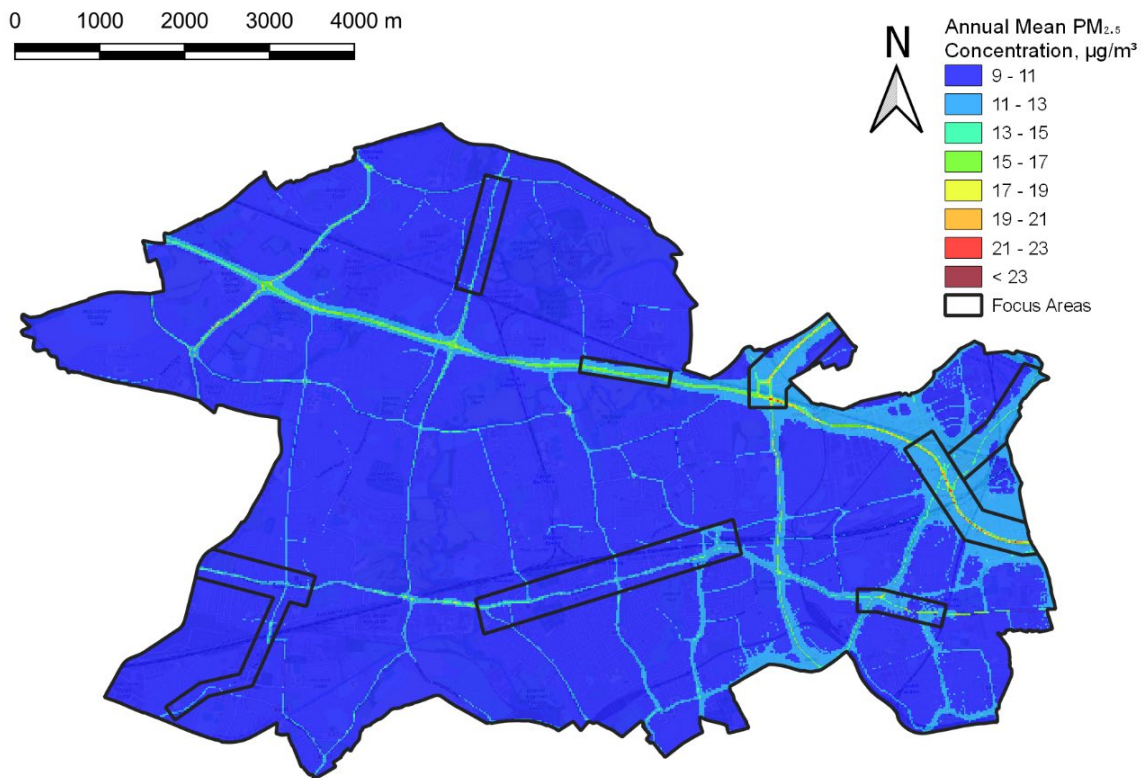 0 1000 2000 3000 4000 m
N
Annual Mean PM₂.₅
Concentration, µg/m³
9 - 11
11 - 13
13 - 15
15 - 17
17 - 19
19 - 21
21 - 23
< 23
Focus Areas